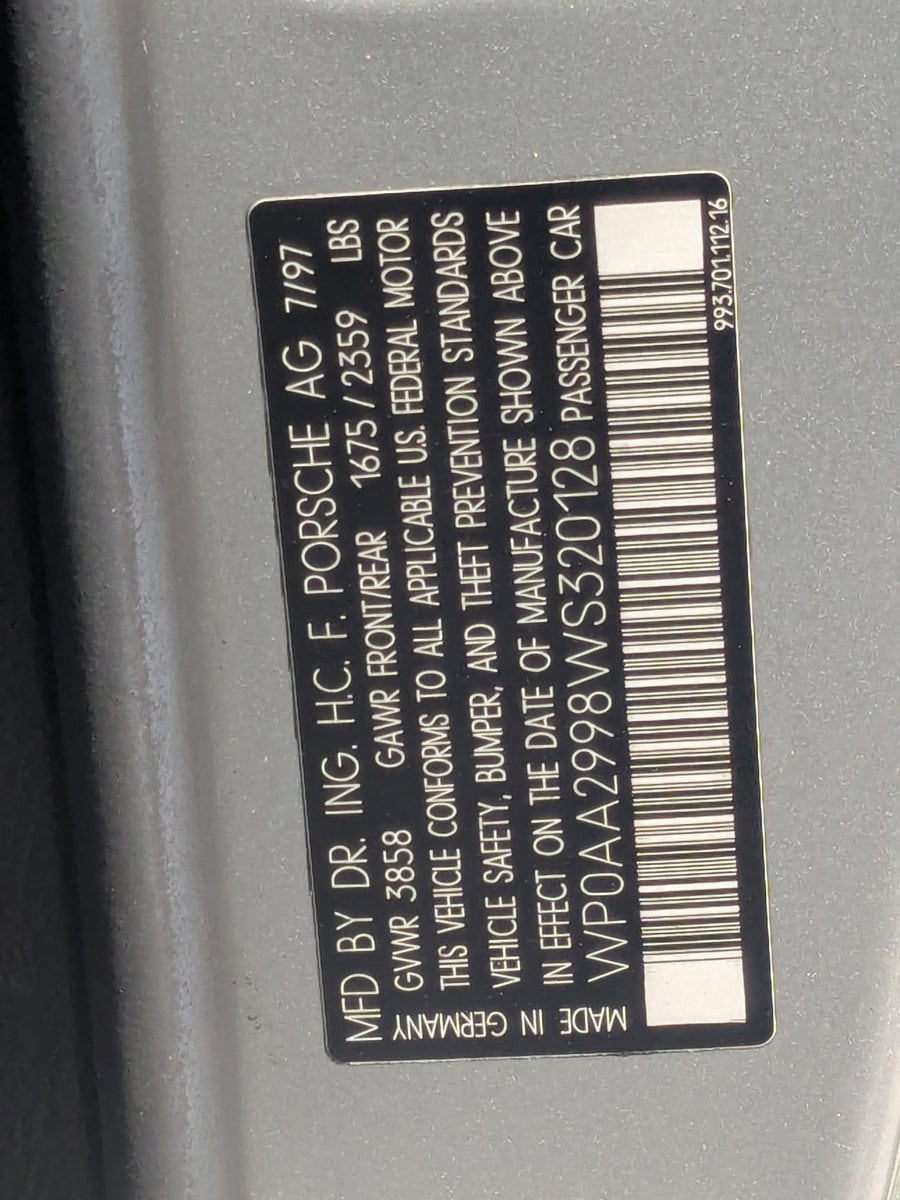 MFD BY DR. ING. H.C. F. PORSCHE AG 7/97
GVWR 3858 GAWR FRONT/REAR 1675 / 2359 LBS
THIS VEHICLE CONFORMS TO ALL APPLICABLE U.S. FEDERAL MOTOR
VEHICLE SAFETY, BUMPER, AND THEFT PREVENTION STANDARDS
IN EFFECT ON THE DATE OF MANUFACTURE SHOWN ABOVE
WP0AA2998WS320128 PASSENGER CAR
MADE IN GERMANY
993.701.112.16